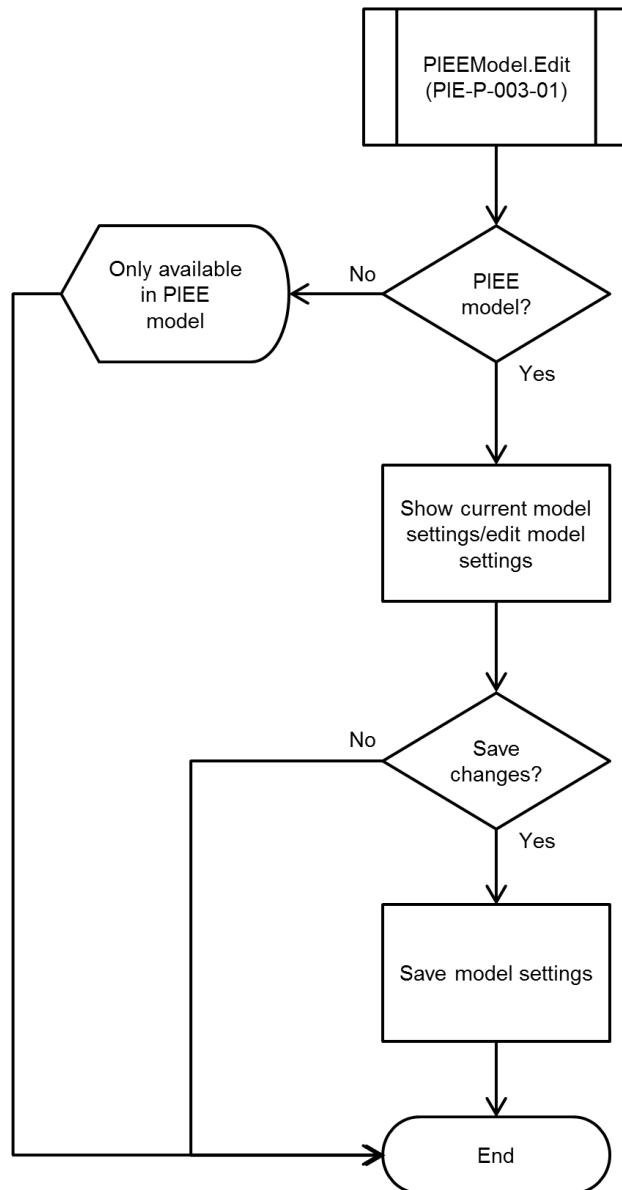 PIEEModel.Edit
(PIE-P-003-01)
Only available
in PIEE
model
No
PIEE
model?
Yes
Show current model
settings/edit model
settings
No
Save
changes?
Yes
Save model settings
End